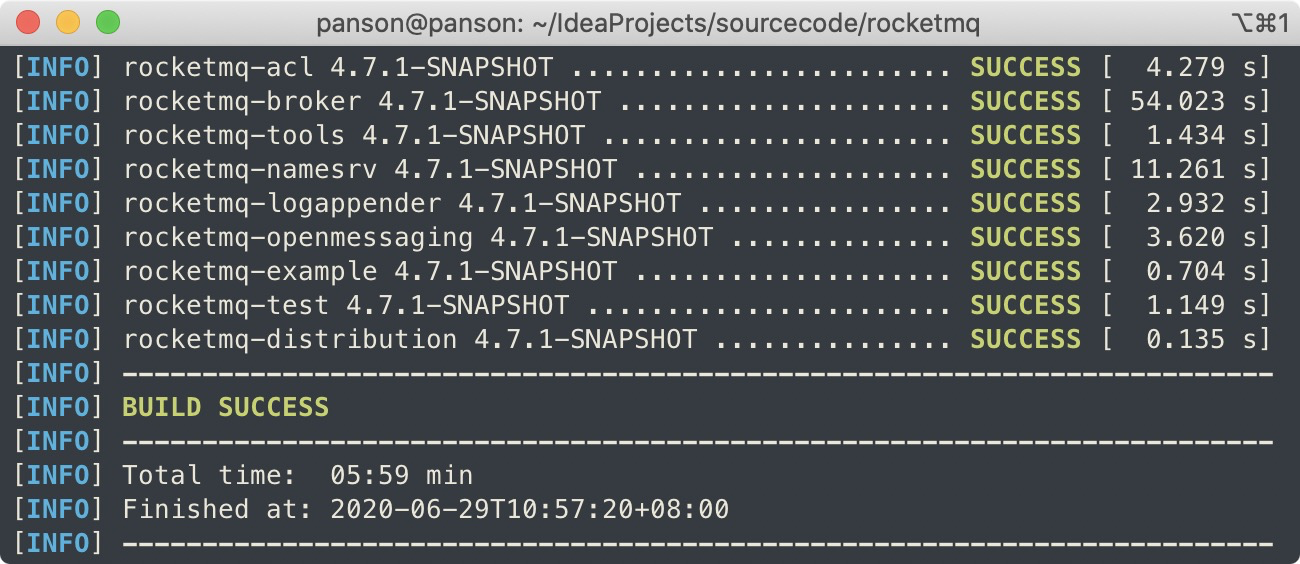 panson@panson: ~/IdeaProjects/sourcecode/rocketmq ⌥⌘1
[INFO] rocketmq-acl 4.7.1-SNAPSHOT ........................ SUCCESS [  4.279 s]
[INFO] rocketmq-broker 4.7.1-SNAPSHOT ..................... SUCCESS [ 54.023 s]
[INFO] rocketmq-tools 4.7.1-SNAPSHOT ...................... SUCCESS [  1.434 s]
[INFO] rocketmq-namesrv 4.7.1-SNAPSHOT .................... SUCCESS [ 11.261 s]
[INFO] rocketmq-logappender 4.7.1-SNAPSHOT ................ SUCCESS [  2.932 s]
[INFO] rocketmq-openmessaging 4.7.1-SNAPSHOT .............. SUCCESS [  3.620 s]
[INFO] rocketmq-example 4.7.1-SNAPSHOT .................... SUCCESS [  0.704 s]
[INFO] rocketmq-test 4.7.1-SNAPSHOT ....................... SUCCESS [  1.149 s]
[INFO] rocketmq-distribution 4.7.1-SNAPSHOT ............... SUCCESS [  0.135 s]
[INFO] ------------------------------------------------------------------------
[INFO] BUILD SUCCESS
[INFO] ------------------------------------------------------------------------
[INFO] Total time:  05:59 min
[INFO] Finished at: 2020-06-29T10:57:20+08:00
[INFO] ------------------------------------------------------------------------